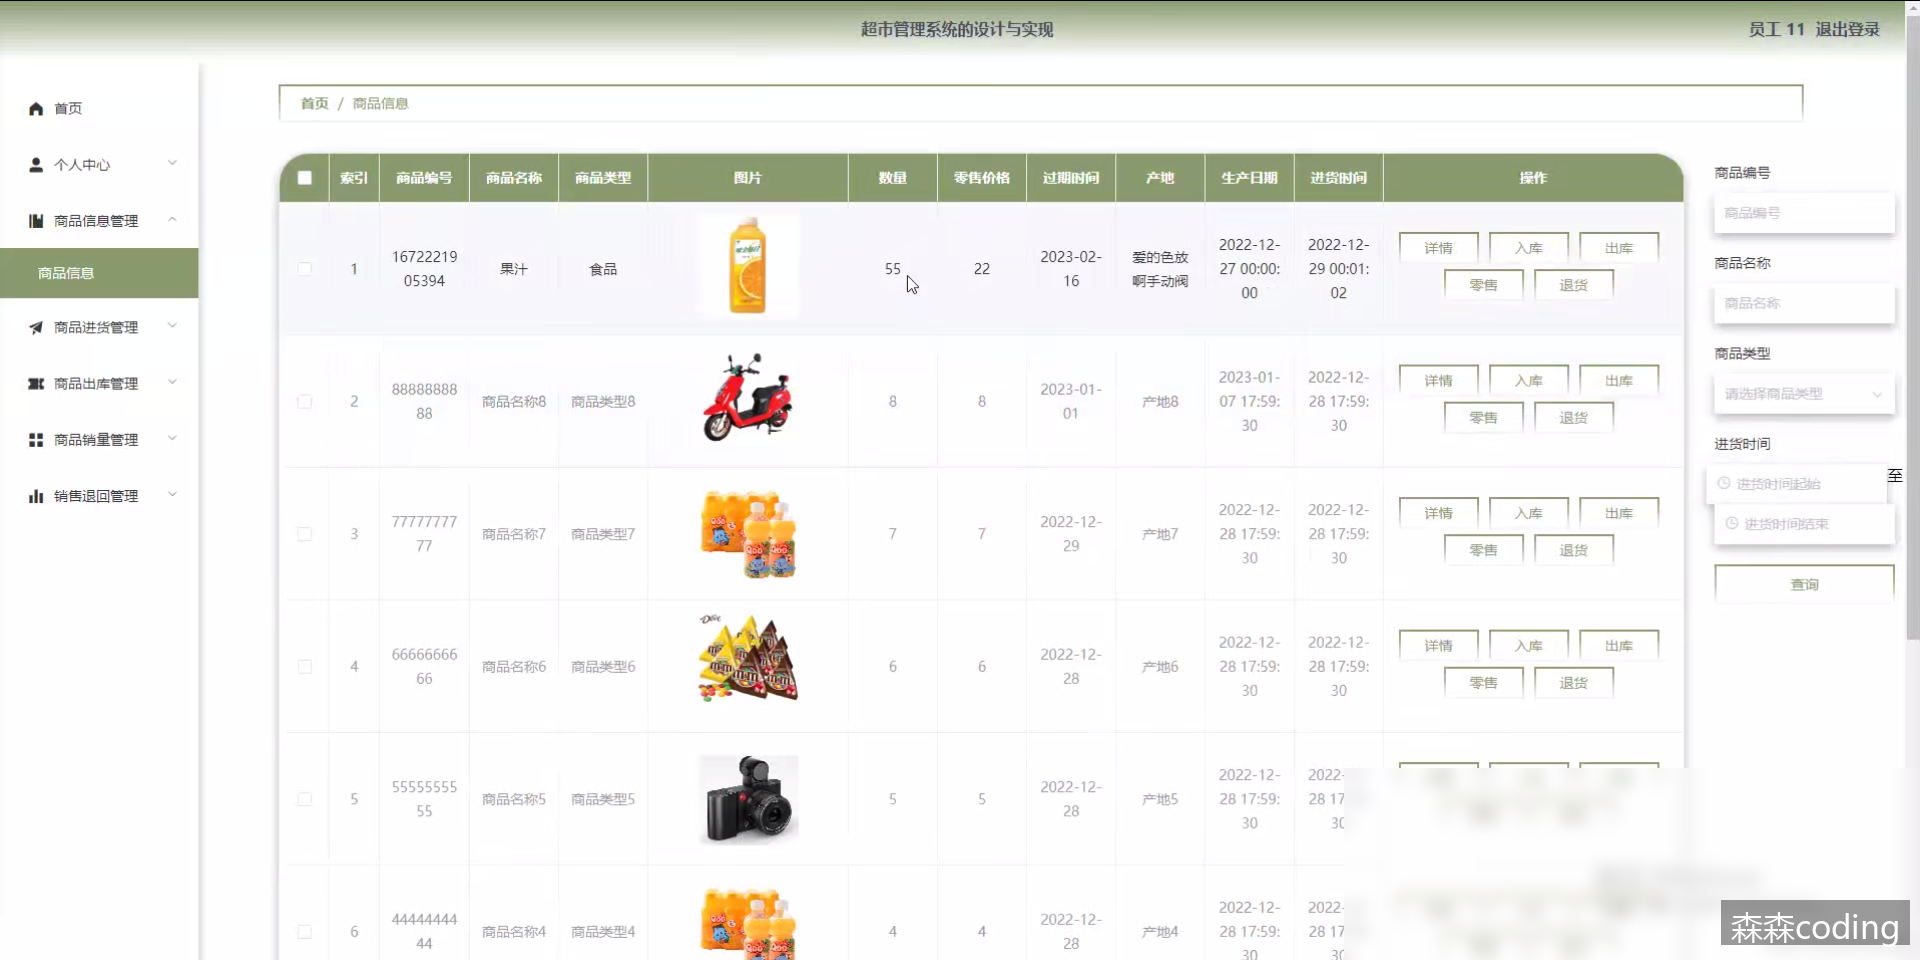 超市管理系统的设计与实现
员工 11 退出登录
首页
个人中心
商品信息管理
商品信息
商品进货管理
商品出库管理
商品销量管理
销售退回管理
首页 / 商品信息
索引 商品编号 商品名称 商品类型 图片 数量 零售价格 过期时间 产地 生产日期 进货时间 操作
1
16722219
05394
果汁
食品
55
22
2023-02-
16
爱的色放
啊手动阀
2022-12-
27 00:00:
00
2022-12-
29 00:01:
02
详情 入库 出库
零售 退货
2
88888888
88
商品名称8
商品类型8
8
8
2023-01-
01
产地8
2023-01-
07 17:59:
30
2022-12-
28 17:59:
30
详情 入库 出库
零售 退货
3
77777777
77
商品名称7
商品类型7
Qoo
7
7
2022-12-
29
产地7
2022-12-
28 17:59:
30
2022-12-
28 17:59:
30
详情 入库 出库
零售 退货
4
66666666
66
商品名称6
商品类型6
Dove
m&m's
6
6
2022-12-
28
产地6
2022-12-
28 17:59:
30
2022-12-
28 17:59:
30
详情 入库 出库
零售 退货
5
55555555
55
商品名称5
商品类型5
5
5
2022-12-
28
产地5
2022-12-
28 17:59:
30
2022-
28 17
30
6
44444444
44
商品名称4
商品类型4
Qoo
4
4
2022-12-
28
产地4
2022-12-
28 17:59:
30
2022-
28 17
30
商品编号
商品编号
商品名称
商品名称
商品类型
请选择商品类型
进货时间
进货时间起始 至
进货时间结束
查询
森森coding